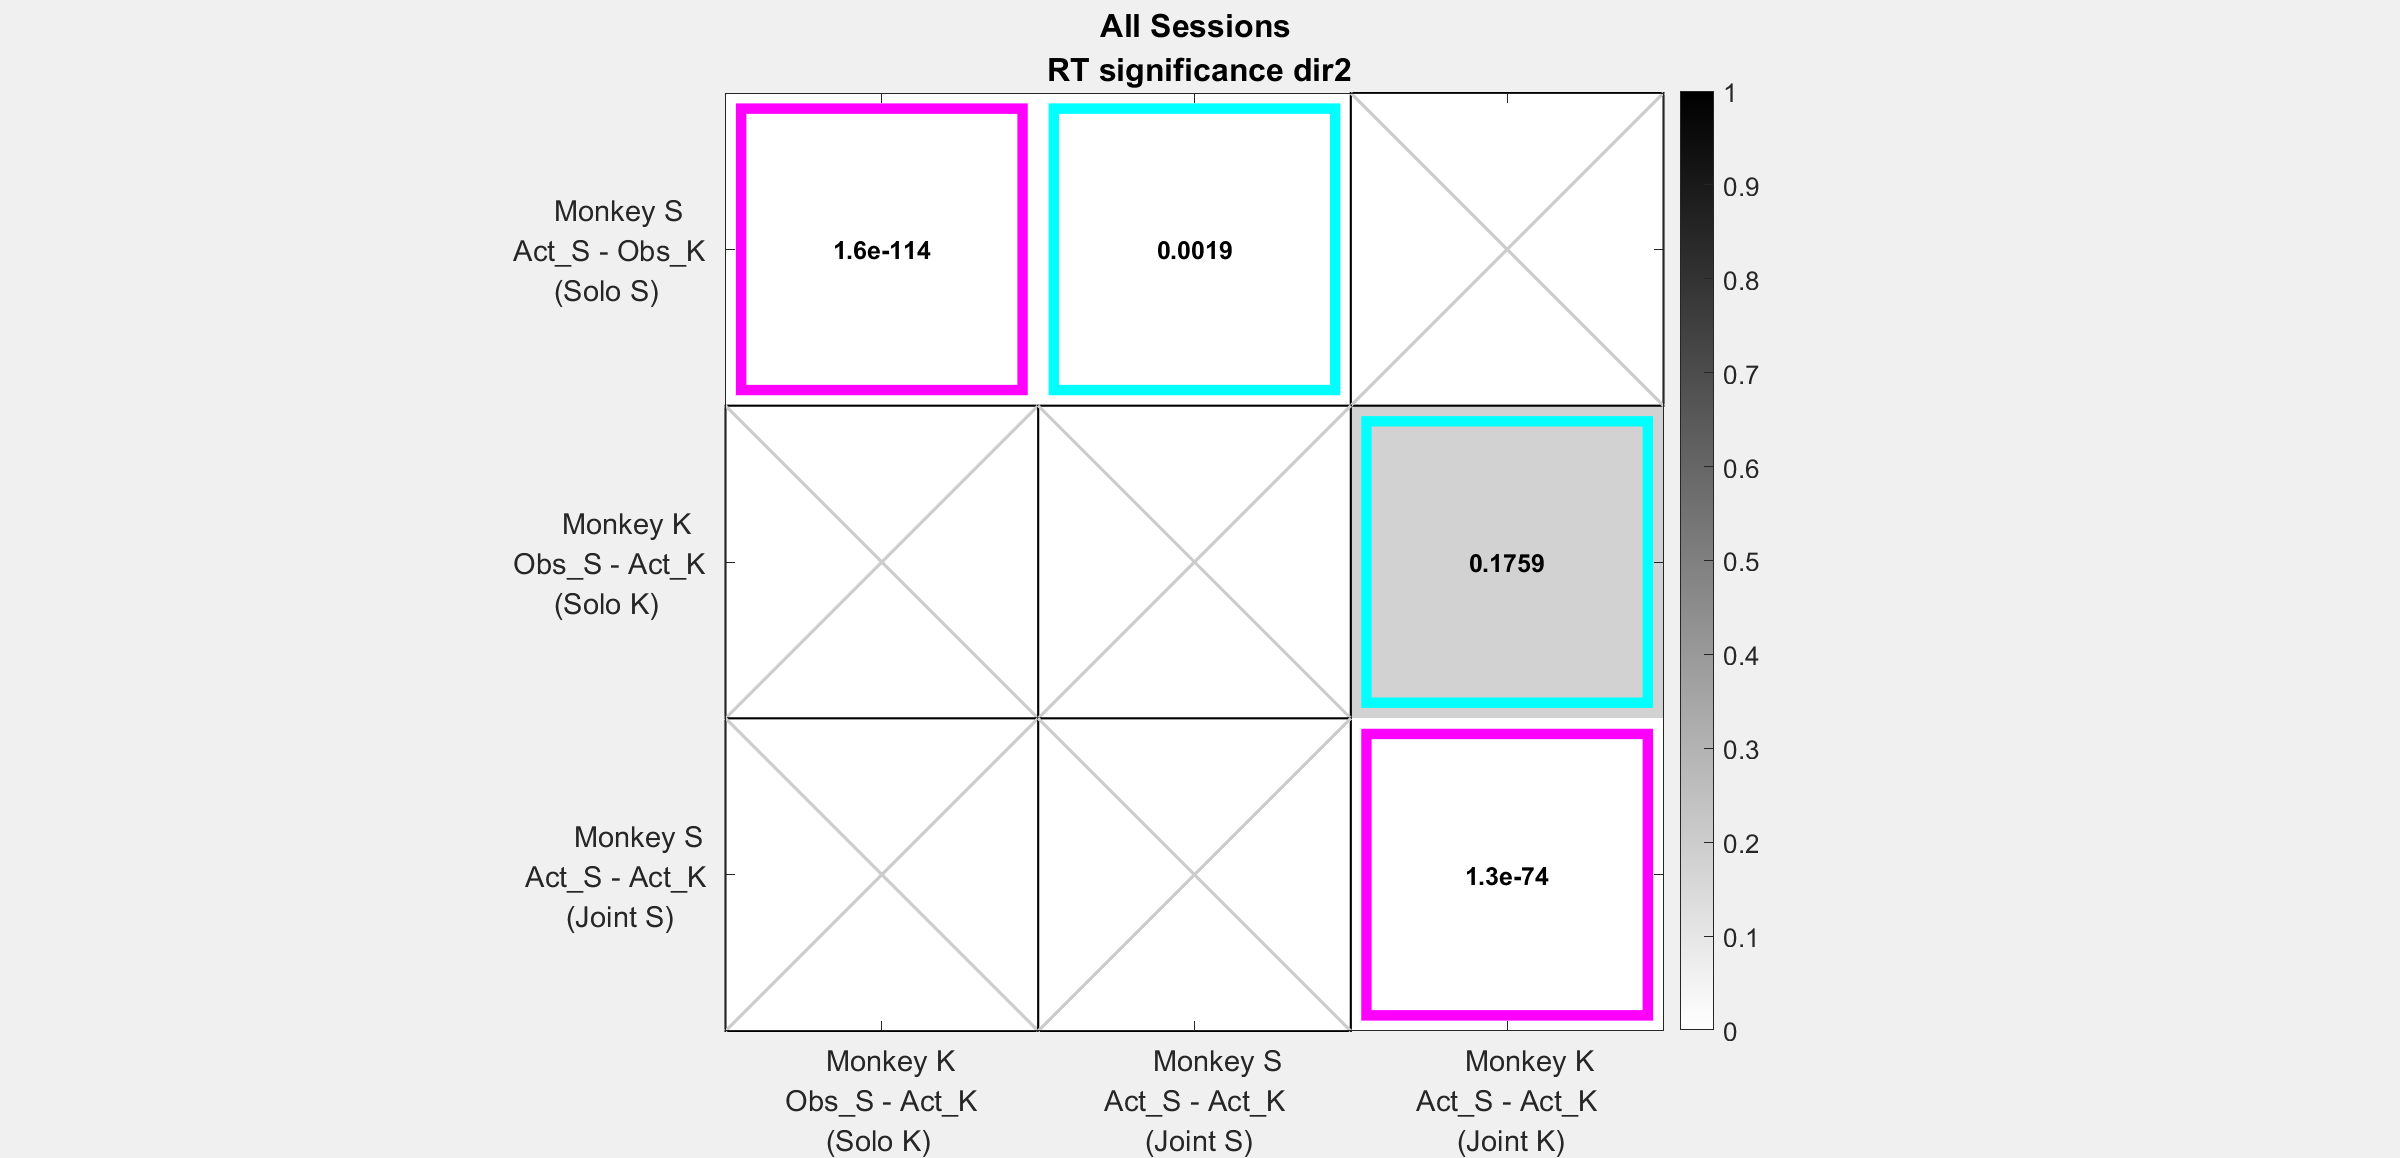 All Sessions
RT significance dir2
Monkey S
Act_S - Obs_K
(Solo S)
1.6e-114
0.0019
Monkey K
Obs_S - Act_K
(Solo K)
0.1759
Monkey S
Act_S - Act_K
(Joint S)
1.3e-74
Monkey K
Obs_S - Act_K
(Solo K)
Monkey S
Act_S - Act_K
(Joint S)
Monkey K
Act_S - Act_K
(Joint K)
1
0.9
0.8
0.7
0.6
0.5
0.4
0.3
0.2
0.1
0